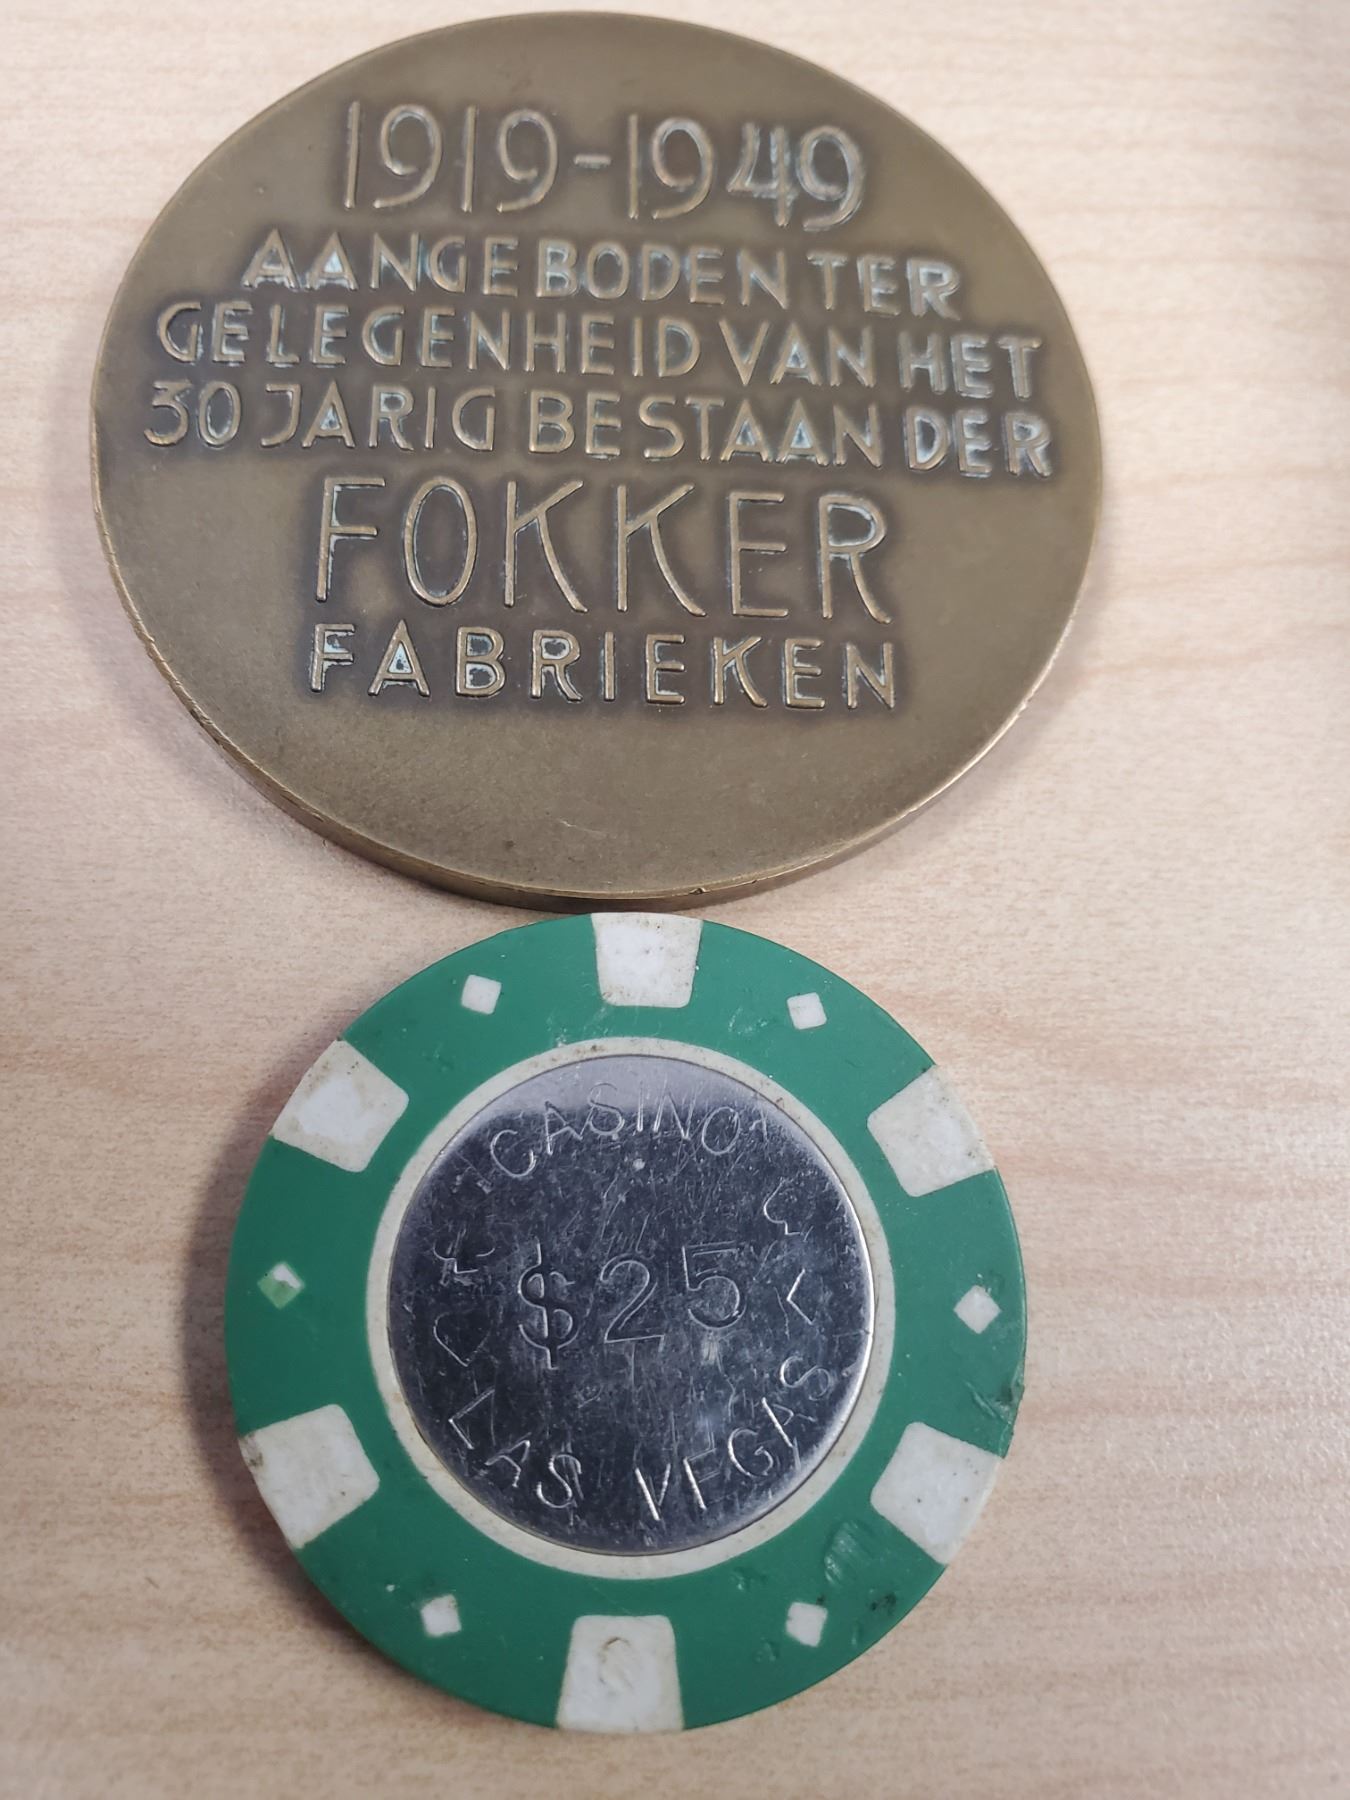 1919-1949
AANGEBODEN TER
GELEGENHEID VAN HET
30 JARIG BESTAAN DER
FOKKER
FABRIEKEN
CASINO
$25
LAS VEGAS